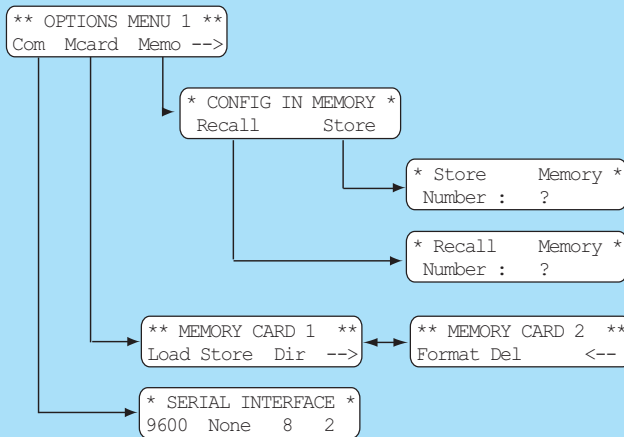 ** OPTIONS MENU 1 **
Com Mcard Memo -->
* CONFIG IN MEMORY *
Recall Store
* Store Memory *
Number : ?
* Recall Memory *
Number : ?
** MEMORY CARD 1 **
Load Store Dir -->
** MEMORY CARD 2 **
Format Del <--
* SERIAL INTERFACE *
9600 None 8 2